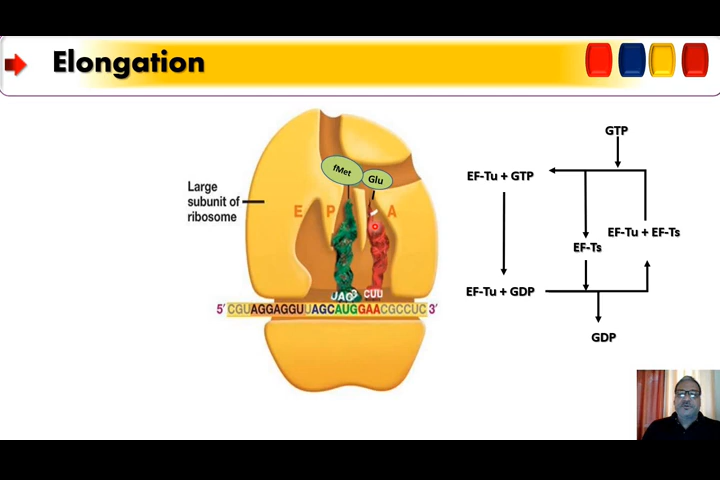 Elongation
GTP
fMet
Glu
EF-Tu + GTP
Large
subunit of
ribosome
E P A
EF-Tu + EF-Ts
EF-Ts
UAC CUU
EF-Tu + GDP
5' CGUAGGAGGUUAGCAUGGAACGCCUC 3'
GDP